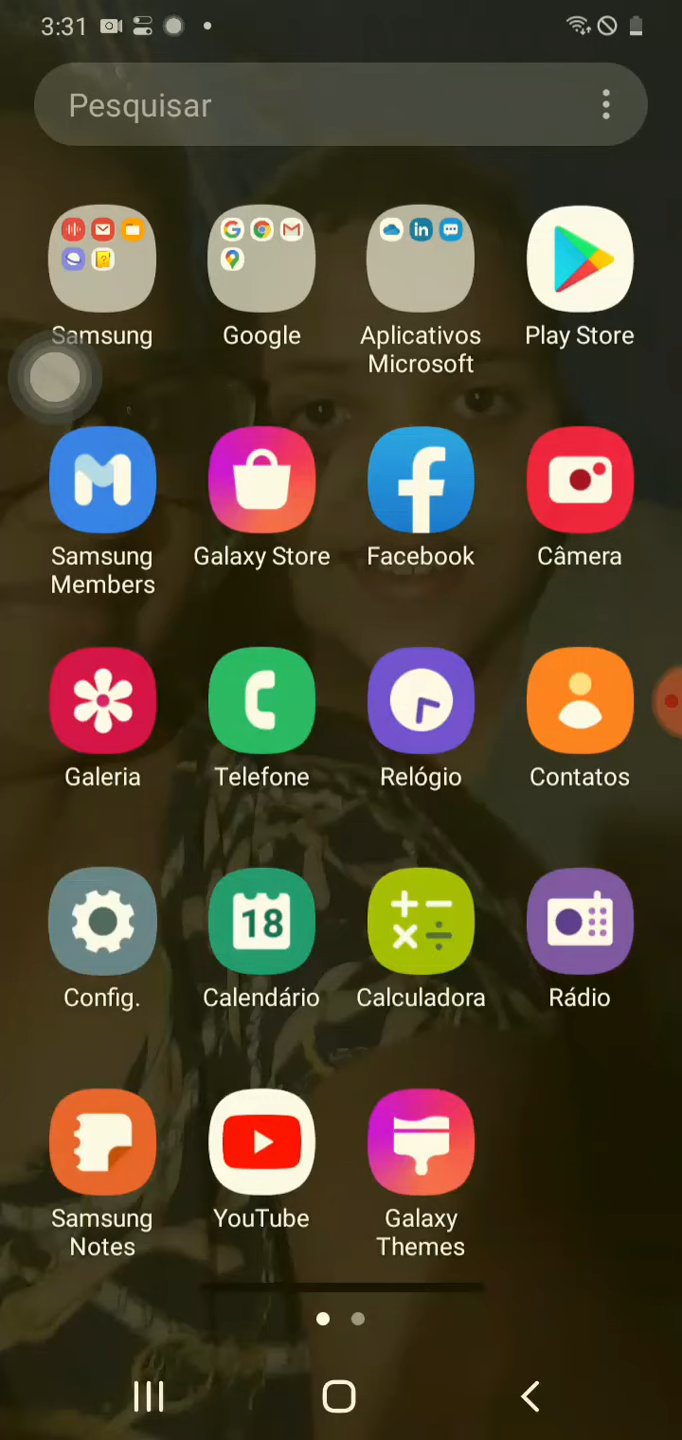 3:31
Pesquisar
Samsung
Google
Aplicativos
Microsoft
Play Store
Samsung
Members
Galaxy Store
Facebook
Câmera
Galeria
Telefone
Relógio
Contatos
18
Config.
Calendário
Calculadora
Rádio
Samsung
Notes
YouTube
Galaxy
Themes